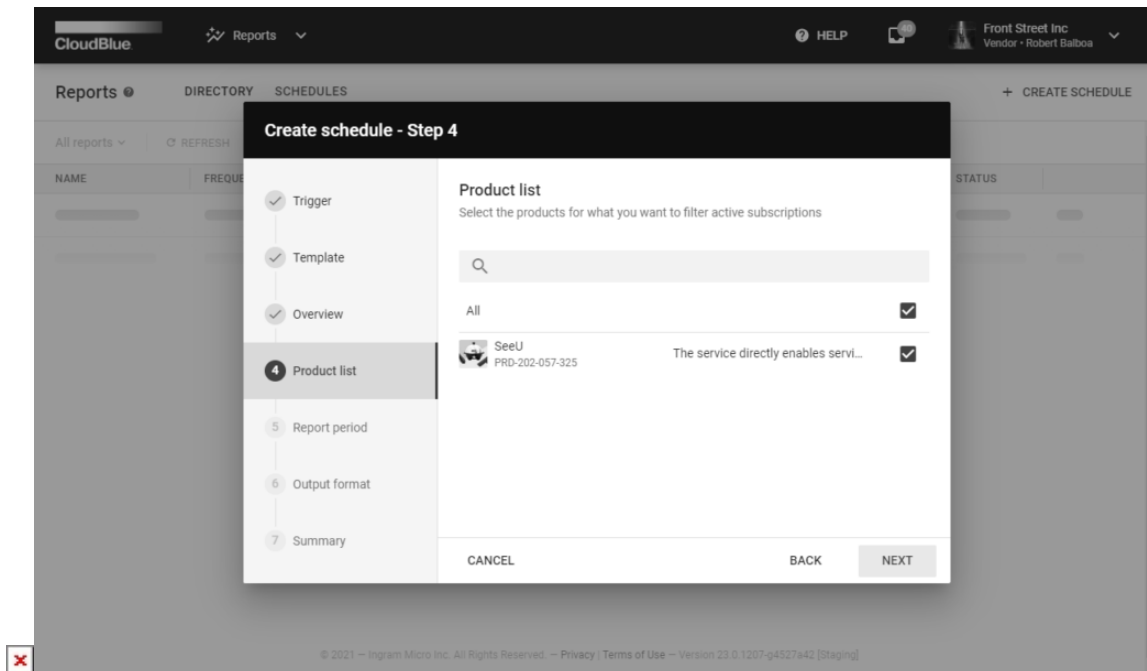 CloudBlue
Reports
HELP
40
Front Street Inc
Vendor • Robert Balboa
Reports
DIRECTORY
SCHEDULES
+ CREATE SCHEDULE
All reports
REFRESH
NAME
FREQUE
STATUS
Create schedule - Step 4
Trigger
Template
Overview
4 Product list
5 Report period
6 Output format
7 Summary
Product list
Select the products for what you want to filter active subscriptions
All
SeeU
PRD-202-057-325
The service directly enables servi...
CANCEL
BACK
NEXT
© 2021 — Ingram Micro Inc. All Rights Reserved. — Privacy | Terms of Use — Version 23.0.1207-g4527a42 [Staging]